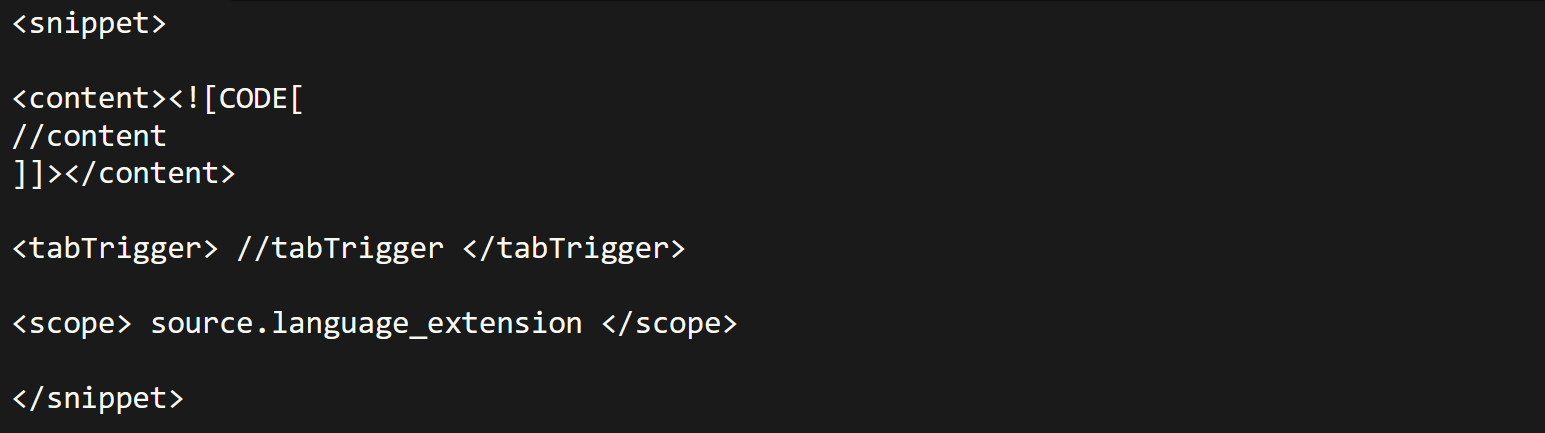 <snippet>
<content><![CODE[
//content
]]></content>
<tabTrigger> //tabTrigger </tabTrigger>
<scope> source.language_extension </scope>
</snippet>